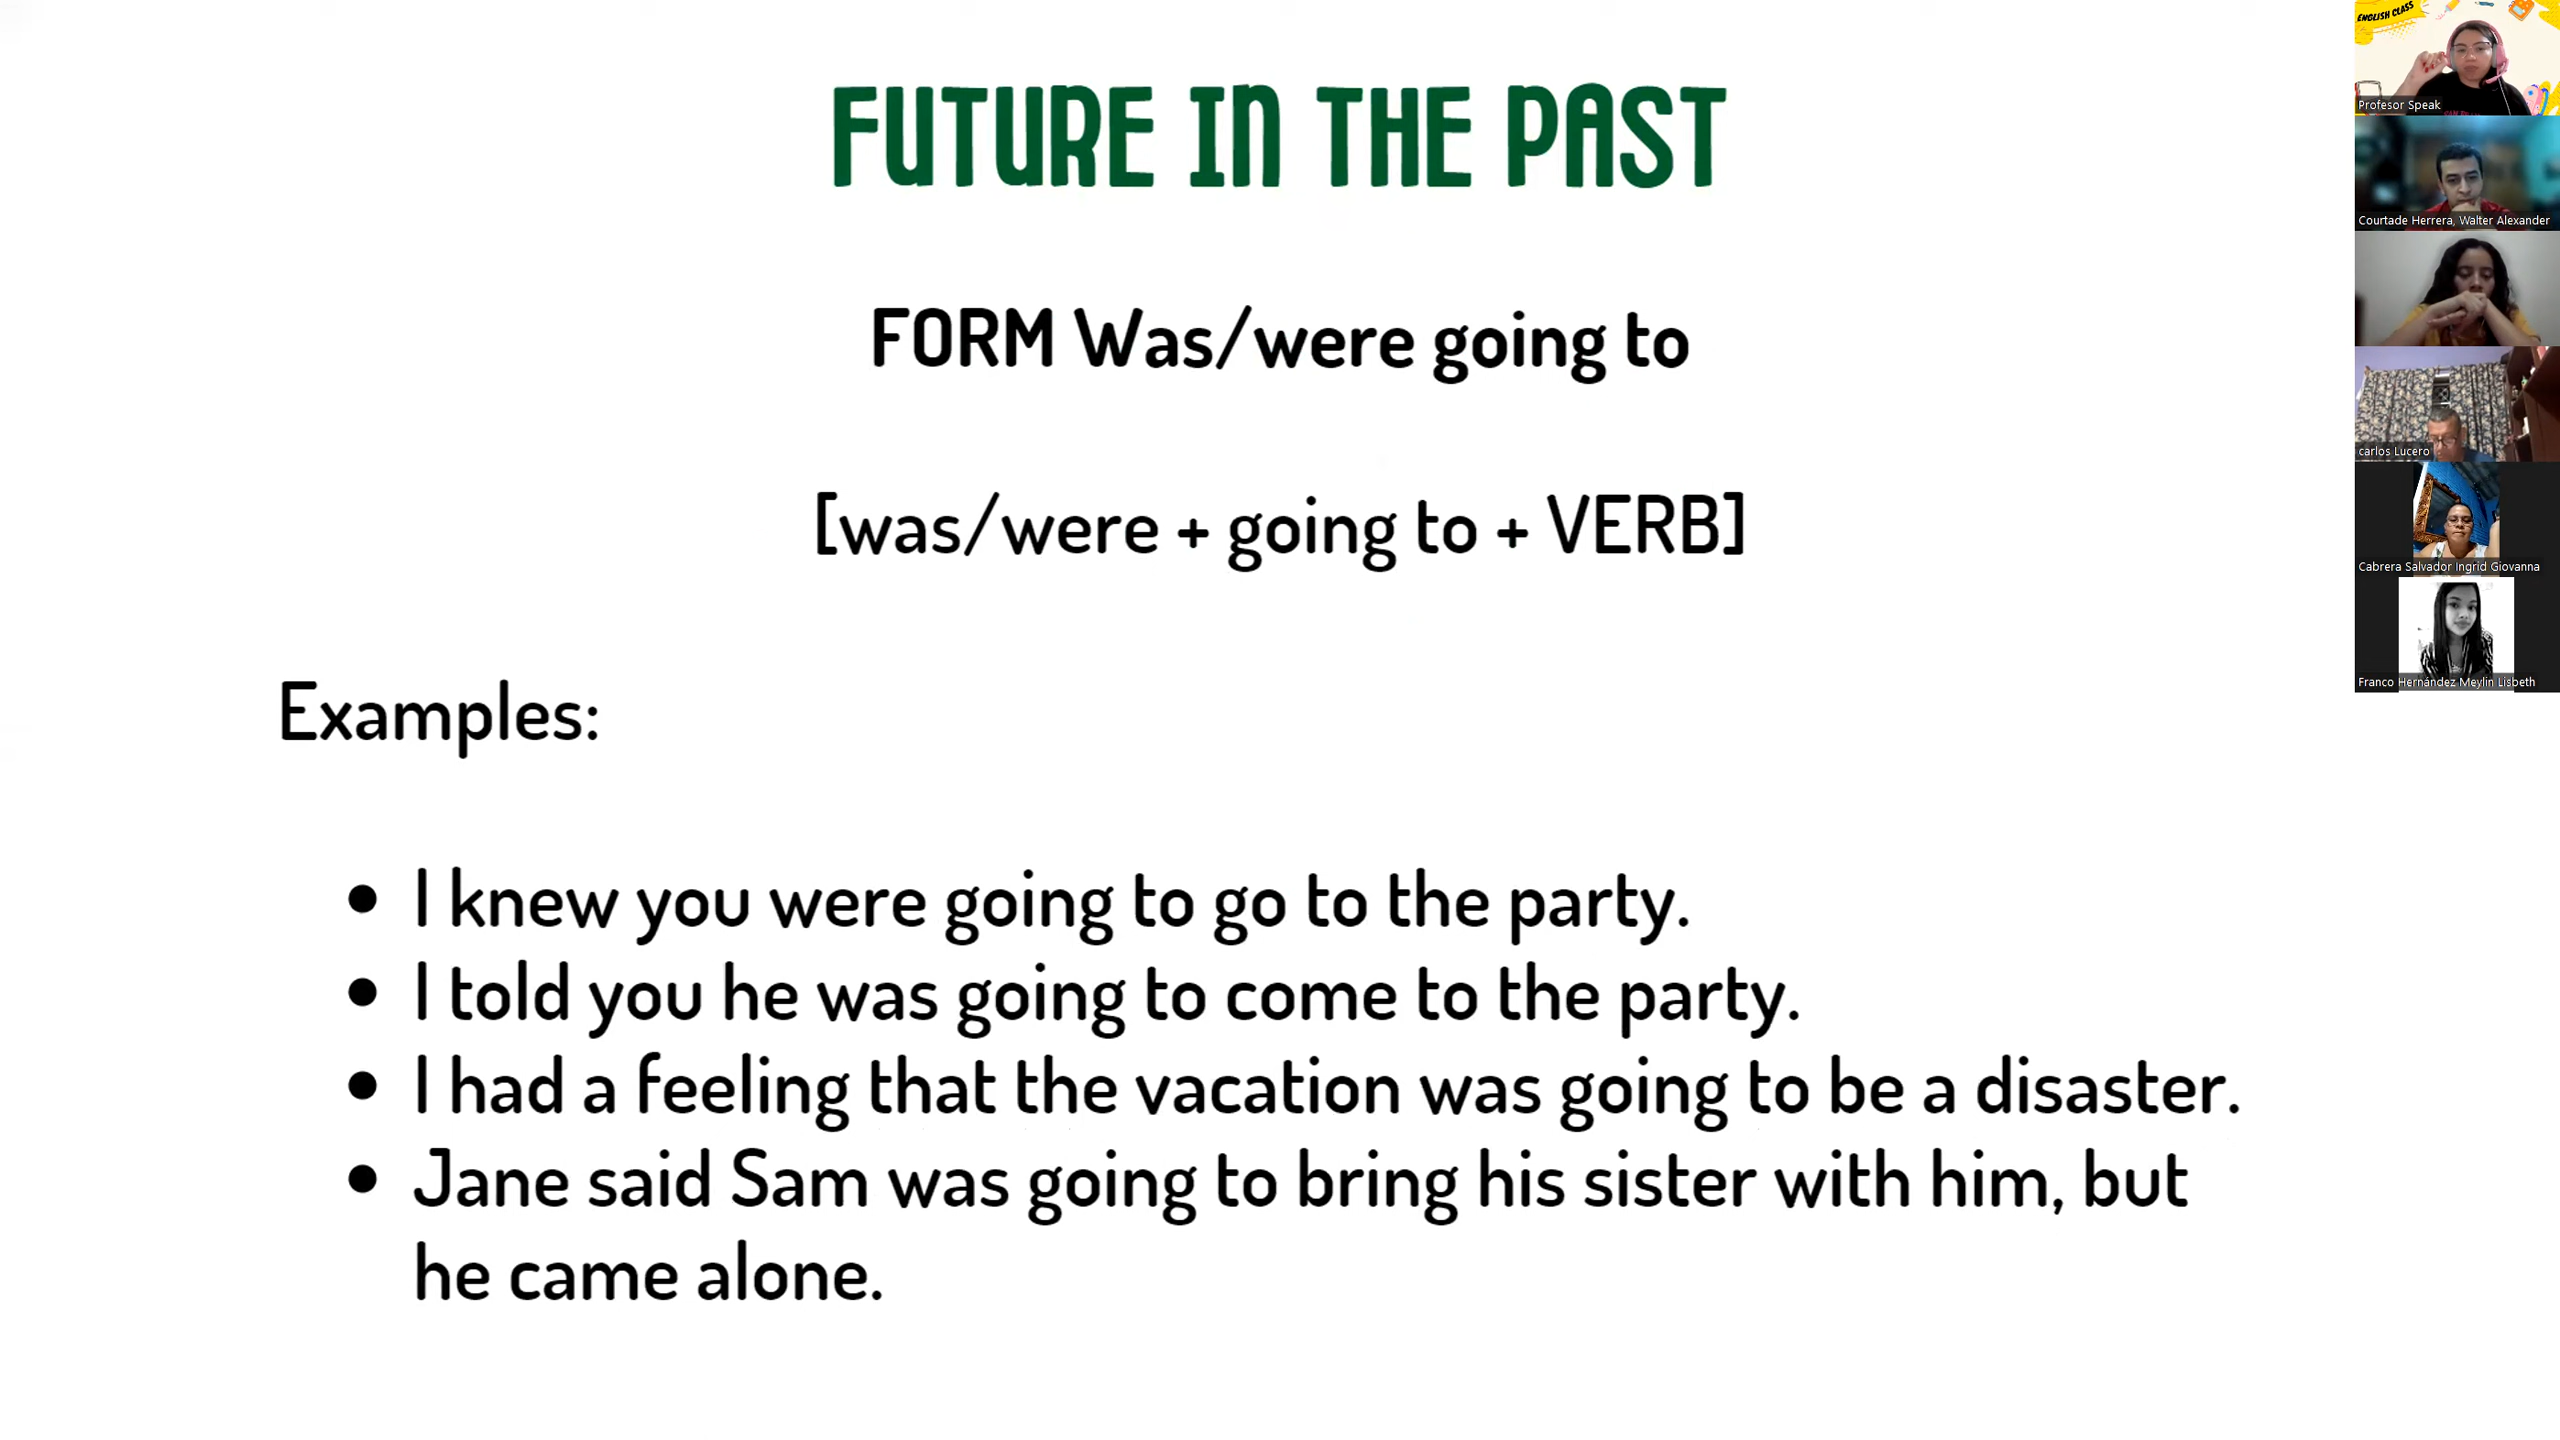 FUTURE IN THE PAST
FORM Was/were going to
[was/were + going to + VERB]
Examples:
• I knew you were going to go to the party.
• I told you he was going to come to the party.
• I had a feeling that the vacation was going to be a disaster.
• Jane said Sam was going to bring his sister with him, but
he came alone.
ENGLISH CLASS
Profesor Speak
Courtade Herrera, Walter Alexander
carlos Lucero
Cabrera Salvador Ingrid Giovanna
Franco Hernández Meylin Lisbeth